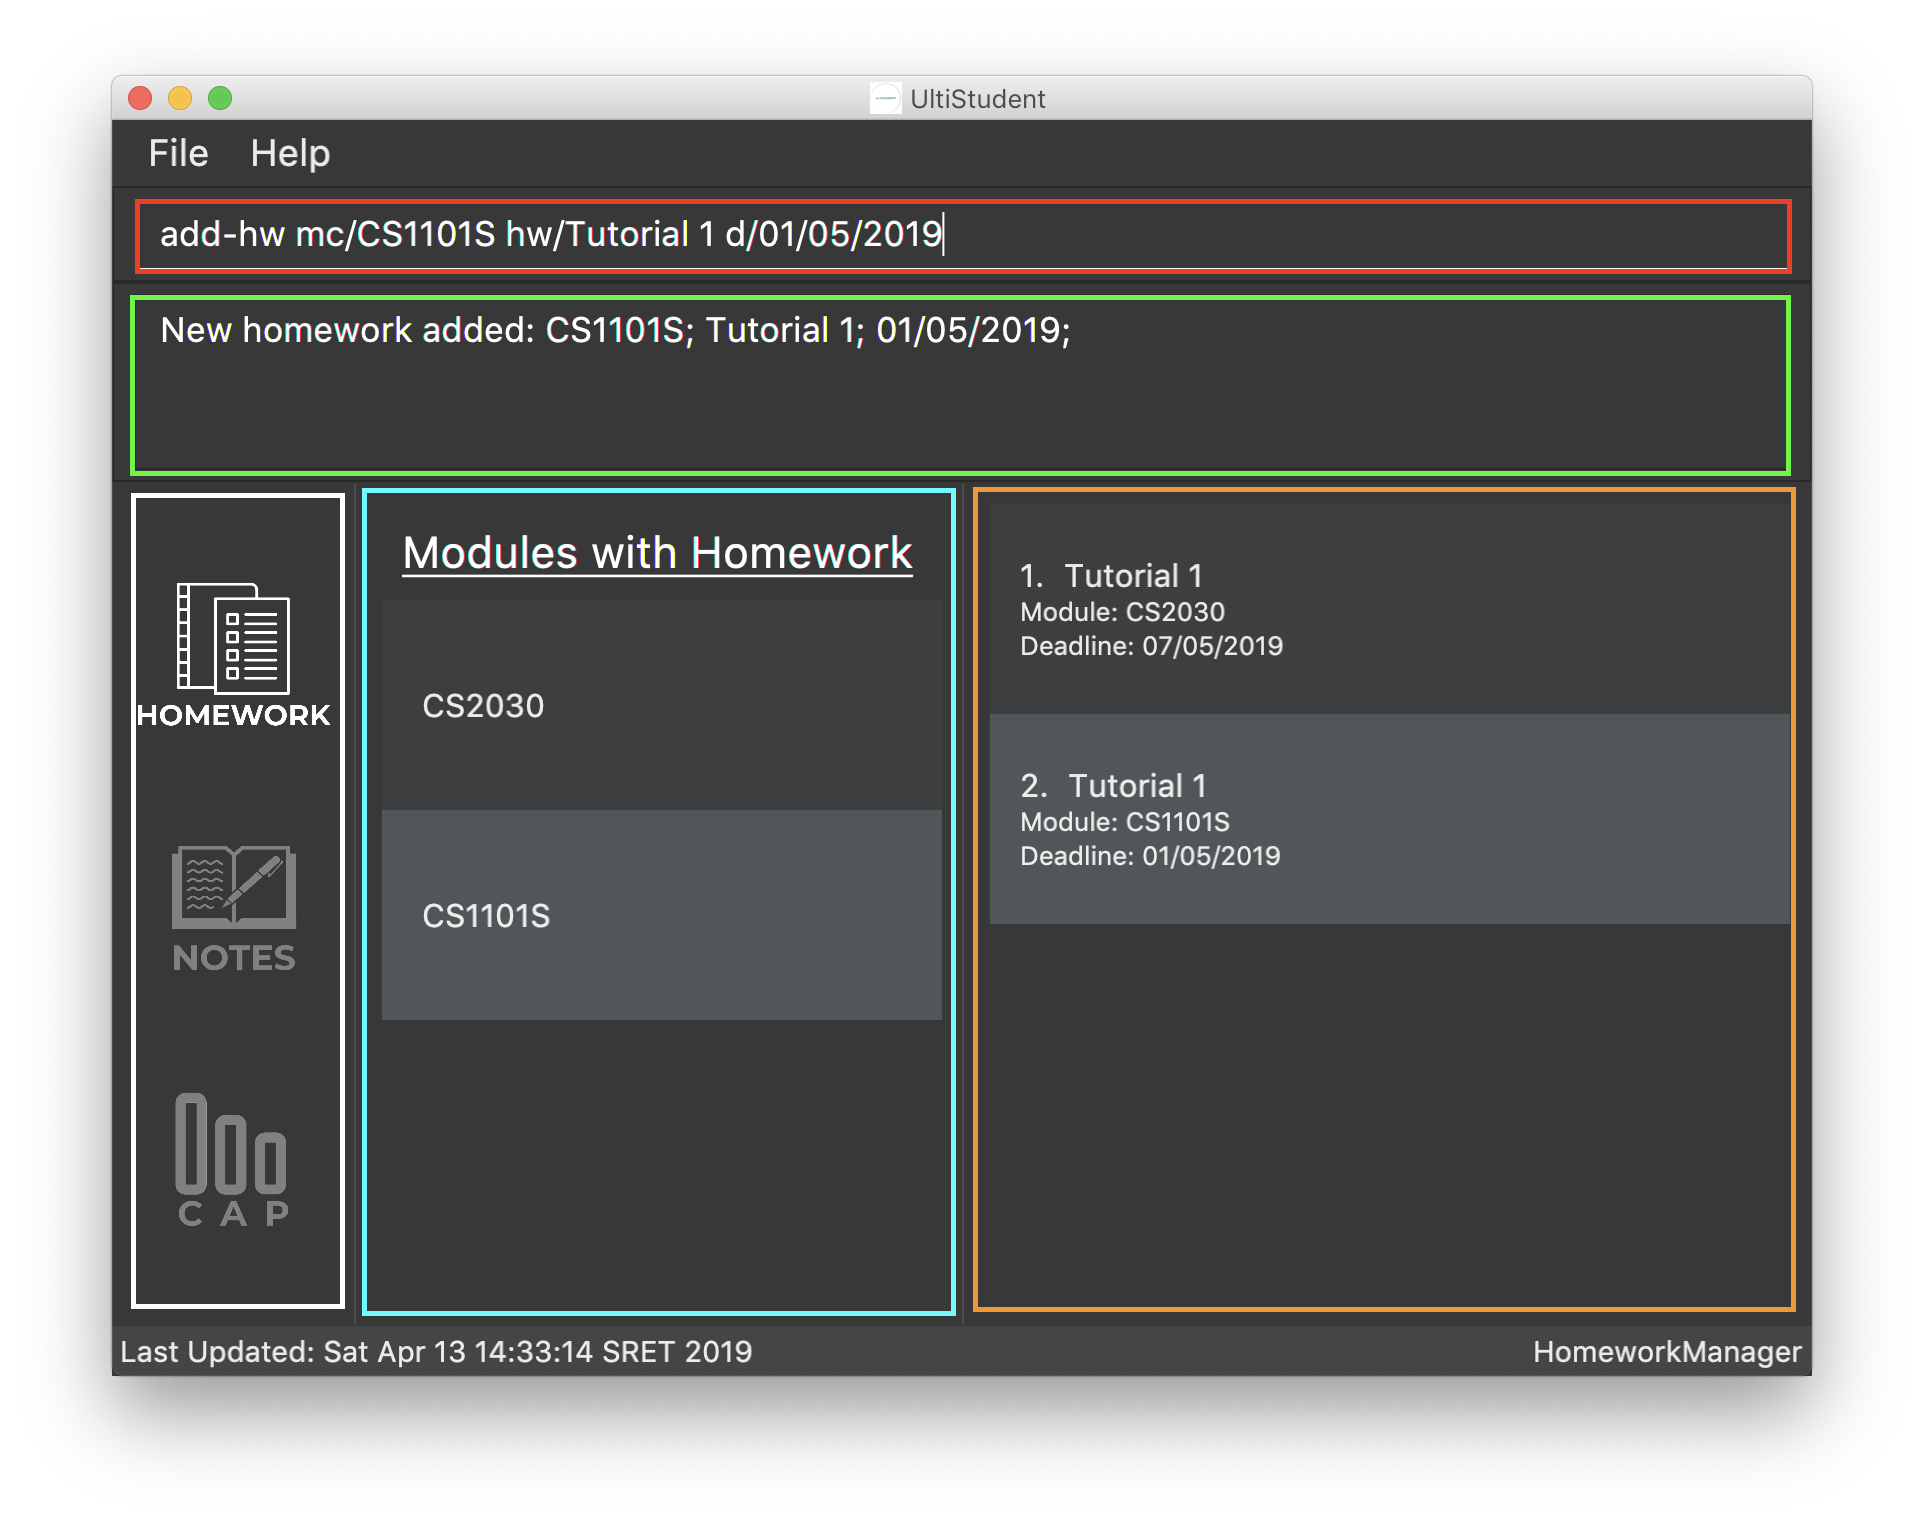 UltiStudent
File Help
add-hw mc/CS1101S hw/Tutorial 1 d/01/05/2019
New homework added: CS1101S; Tutorial 1; 01/05/2019;
HOMEWORK
NOTES
CAP
Modules with Homework
CS2030
CS1101S
1. Tutorial 1
Module: CS2030
Deadline: 07/05/2019
2. Tutorial 1
Module: CS1101S
Deadline: 01/05/2019
Last Updated: Sat Apr 13 14:33:14 SRET 2019
HomeworkManager